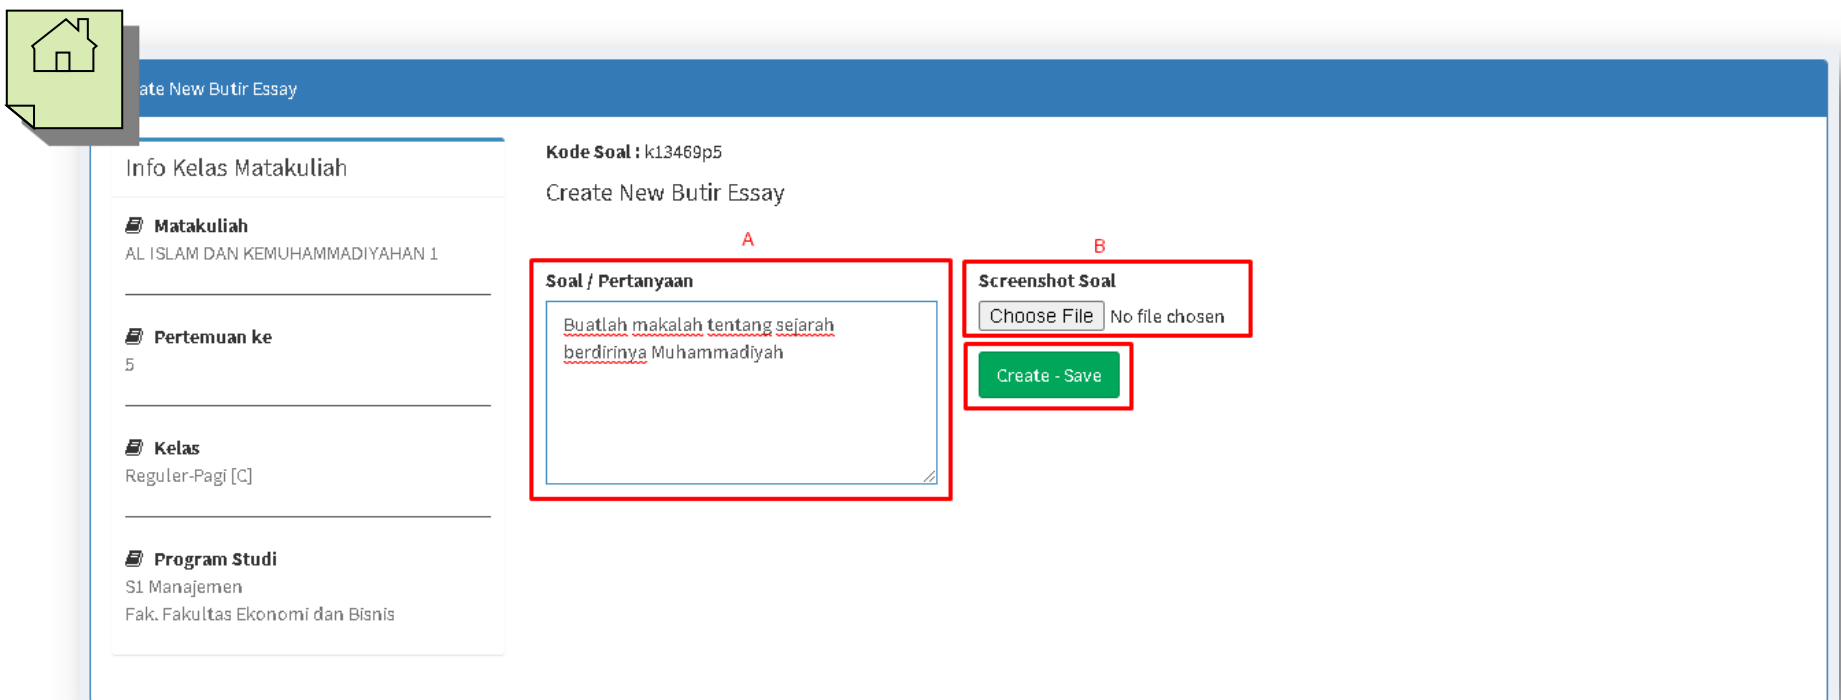 ate New Butir Essay
Info Kelas Matakuliah
Matakuliah
AL ISLAM DAN KEMUHAMMADIYAHAN 1
Pertemuan ke
5
Kelas
Reguler-Pagi [C]
Program Studi
S1 Manajemen
Fak. Fakultas Ekonomi dan Bisnis
Kode Soal : k13469p5
Create New Butir Essay
A
Soal / Pertanyaan
Buatlah makalah tentang sejarah
berdirinya Muhammadiyah
B
Screenshot Soal
Choose File No file chosen
Create - Save